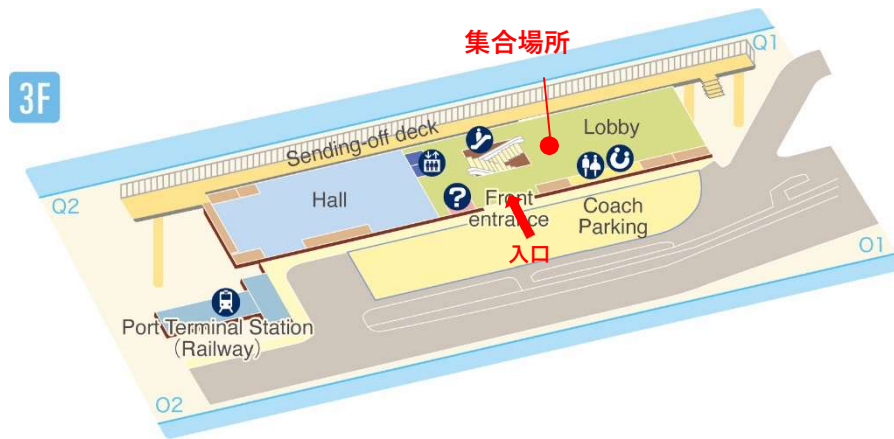 集合場所
Q1
3F
Sending-off deck
Lobby
Hall
Q2
?
Front
entrance
Coach
Parking
入口
O1
Port Terminal Station
(Railway)
O2